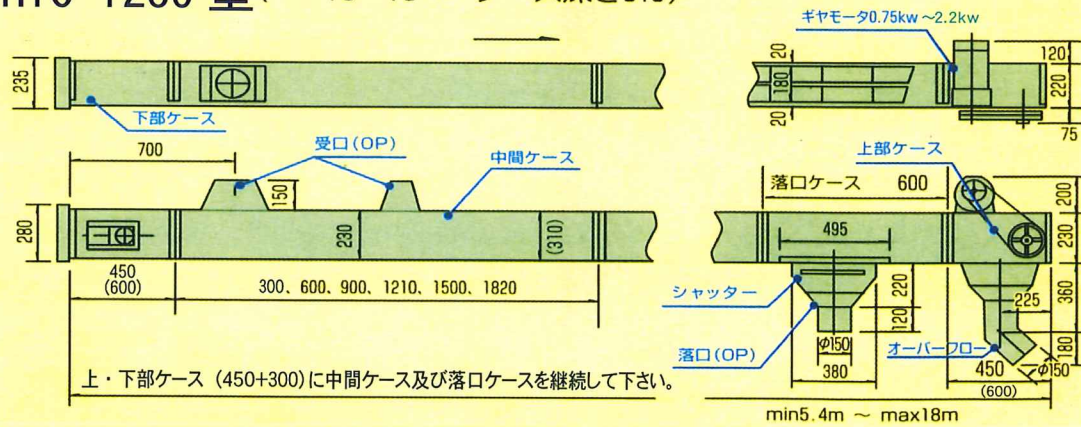 ギヤモータ0.75kw～2.2kw
235
下部ケース
20
180
20
120
220
75
700
受口(OP)
中間ケース
150
280
230
(310)
450
(600)
300、600、900、1210、1500、1820
上部ケース
落口ケース 600
495
200
230
360
180
シャッター
220
120
落口(OP)
Φ150
380
オーバーフロー
225
Φ150
450
(600)
上・下部ケース (450+300)に中間ケース及び落口ケースを継続して下さい。
min5.4m ～ max18m